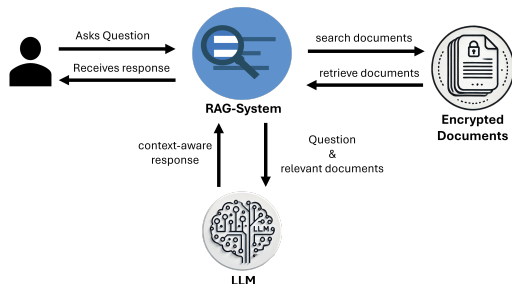 Asks Question
Receives response
RAG-System
search documents
retrieve documents
Encrypted
Documents
context-aware
response
Question
&
relevant documents
LLM
LLM